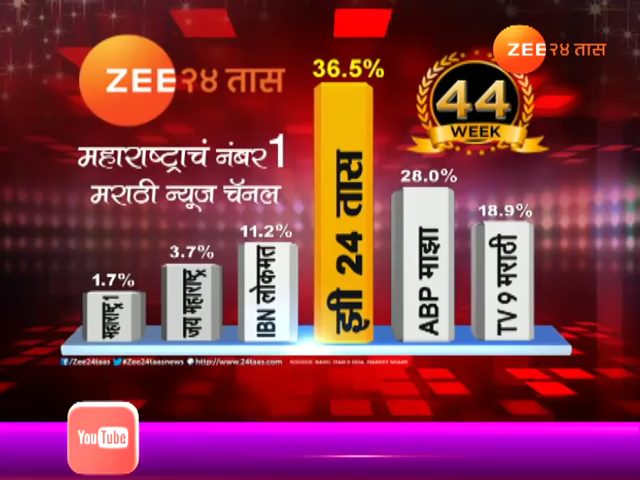 ZEE२४ तास
ZEE २४ तास
36.5%
44
WEEK
महाराष्ट्राचं नंबर 1
मराठी न्यूज चॅनल
28.0%
18.9%
11.2%
3.7%
1.7%
महाराष्ट्र 1
जय महाराष्ट्र
IBN लोकमत
झी 24 तास
ABP माझा
TV 9 मराठी
/Zee24taas #Zee24taasnews http://www.24taas.com
YouTube